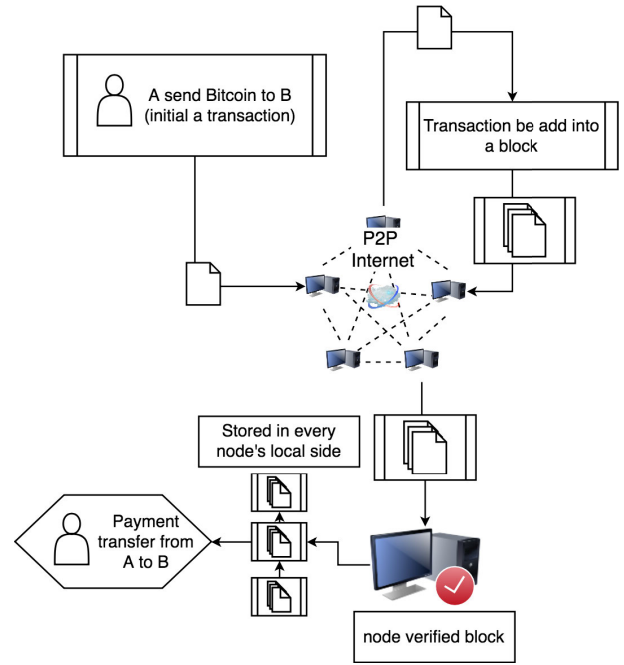 A send Bitcoin to B
(initial a transaction)
Transaction be add into
a block
P2P
Internet
Stored in every
node's local side
Payment
transfer from
A to B
node verified block